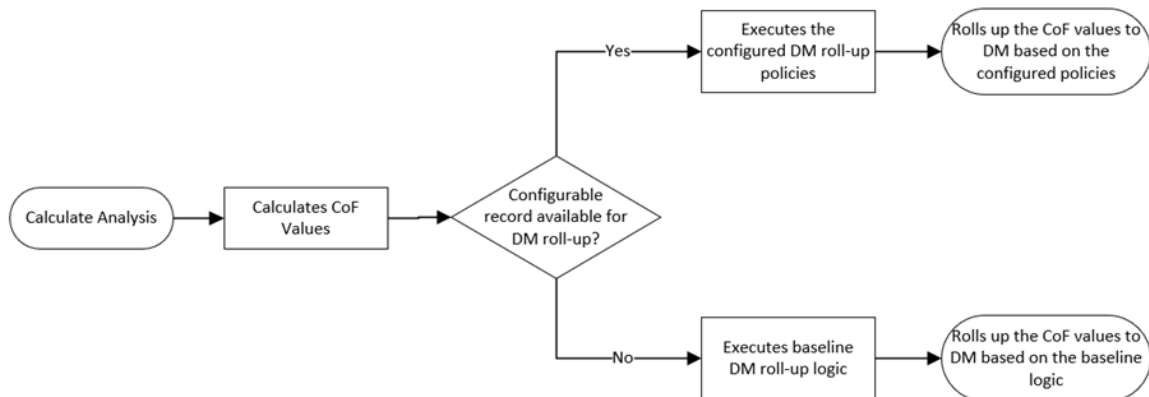 Executes the
configured DM roll-up
policies
Rolls up the CoF values to
DM based on the
configured policies
Yes
Calculate Analysis
Calculates CoF
Values
Configurable
record available for
DM roll-up?
No
Executes baseline
DM roll-up logic
Rolls up the CoF values to
DM based on the baseline
logic